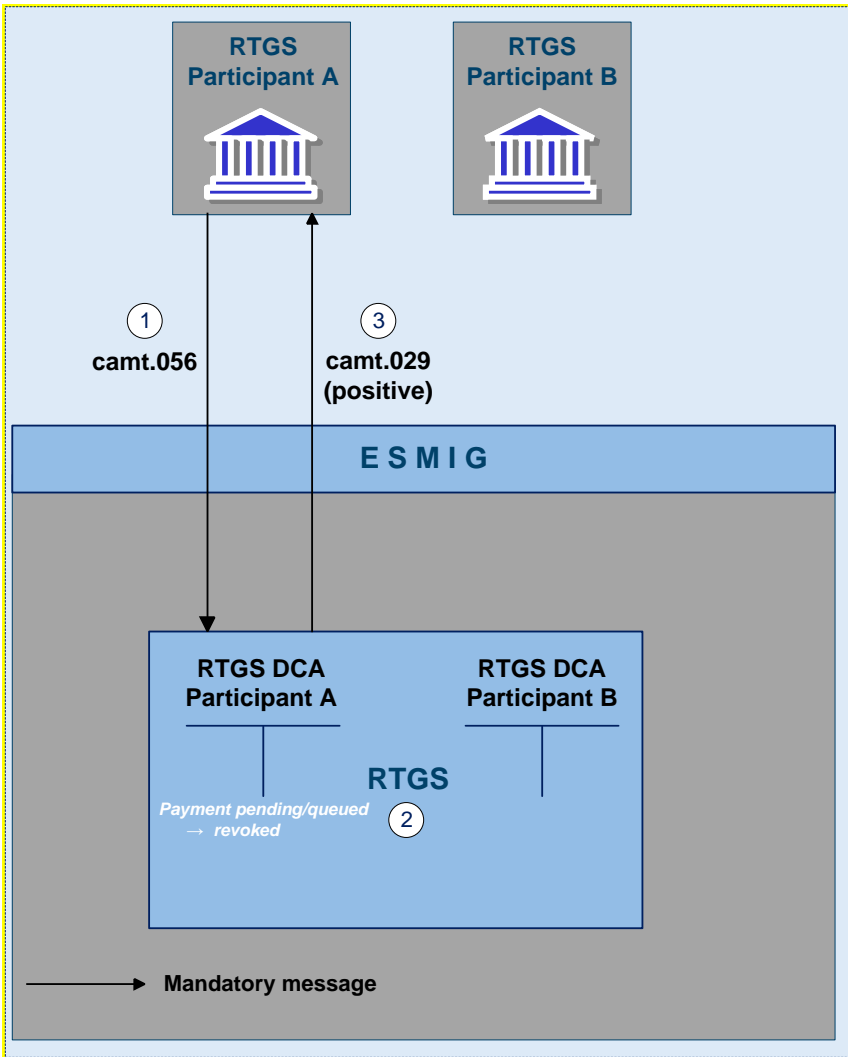 RTGS
Participant A
RTGS
Participant B
1
camt.056
3
camt.029
(positive)
E S M I G
RTGS DCA
Participant A
RTGS DCA
Participant B
RTGS
Payment pending/queued
→ revoked
2
Mandatory message